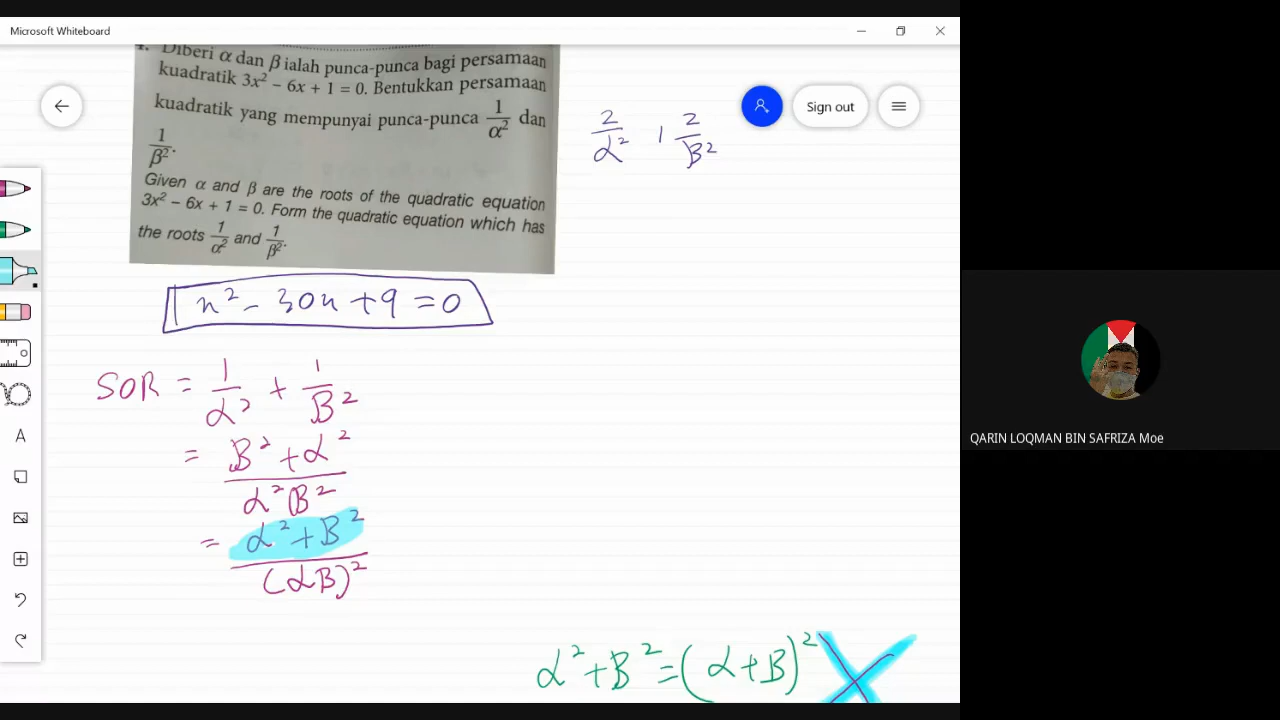 Microsoft Whiteboard
4. Diberi α dan β ialah punca-punca bagi persamaan
kuadratik 3x² − 6x + 1 = 0. Bentukkan persamaan
kuadratik yang mempunyai punca-punca 1/α² dan
1/β².
Given α and β are the roots of the quadratic equation
3x² − 6x + 1 = 0. Form the quadratic equation which has
the roots 1/α² and 1/β².
2/α² , 2/β²
Sign out
x² − 30x + 9 = 0
SOR = 1/α² + 1/β²
= (β² + α²)/(α²β²)
= (α² + β²)/(αβ)²
α² + β² = (α + β)²
A
QARIN LOQMAN BIN SAFRIZA Moe